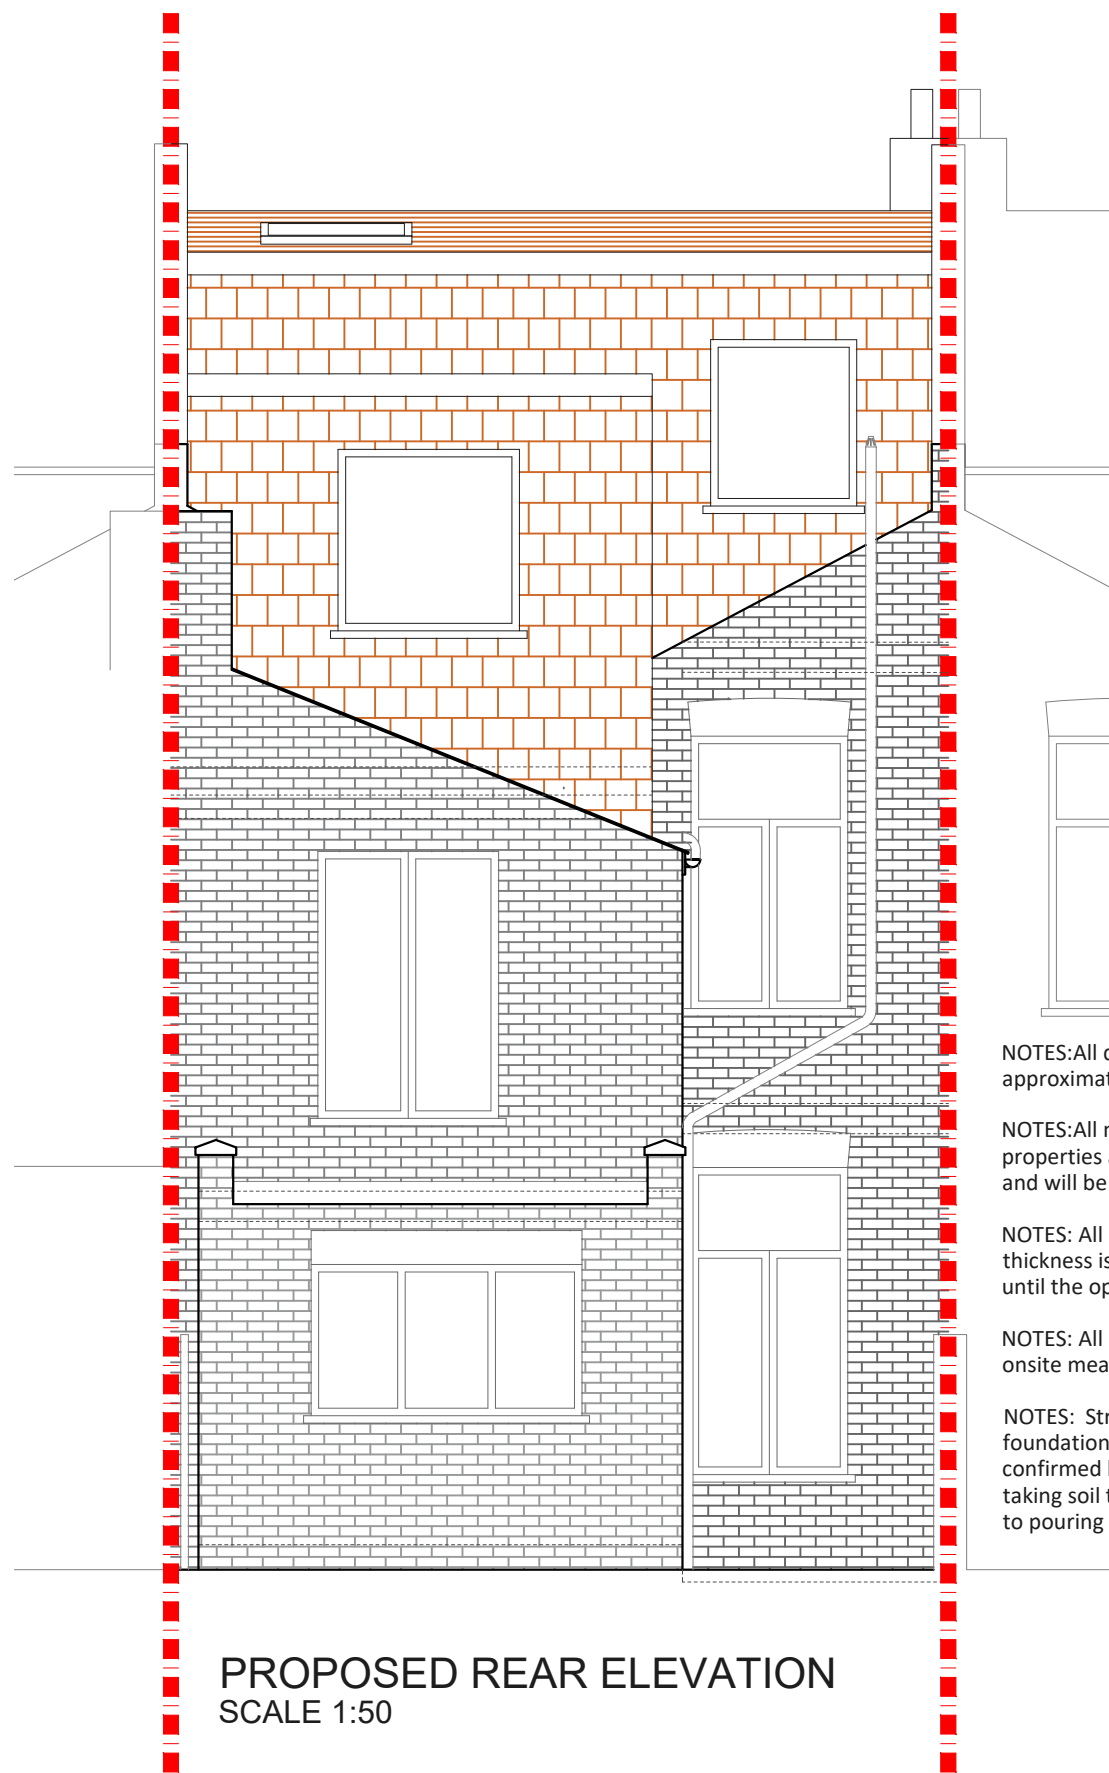 NOTES:All
approximat
NOTES:All
properties
and will be
NOTES: All
thickness is
until the op
NOTES: All
onsite mea
NOTES: Str
foundation
confirmed
taking soil
to pouring
PROPOSED REAR ELEVATION
SCALE 1:50